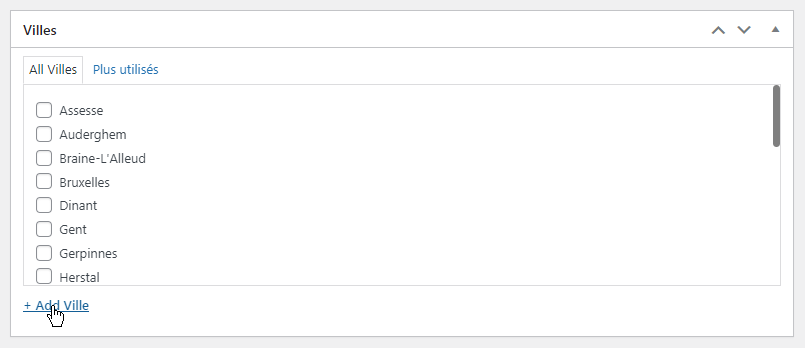 Villes
All Villes Plus utilisés
Assesse
Auderghem
Braine-L'Alleud
Bruxelles
Dinant
Gent
Gerpinnes
Herstal
+ Add Ville